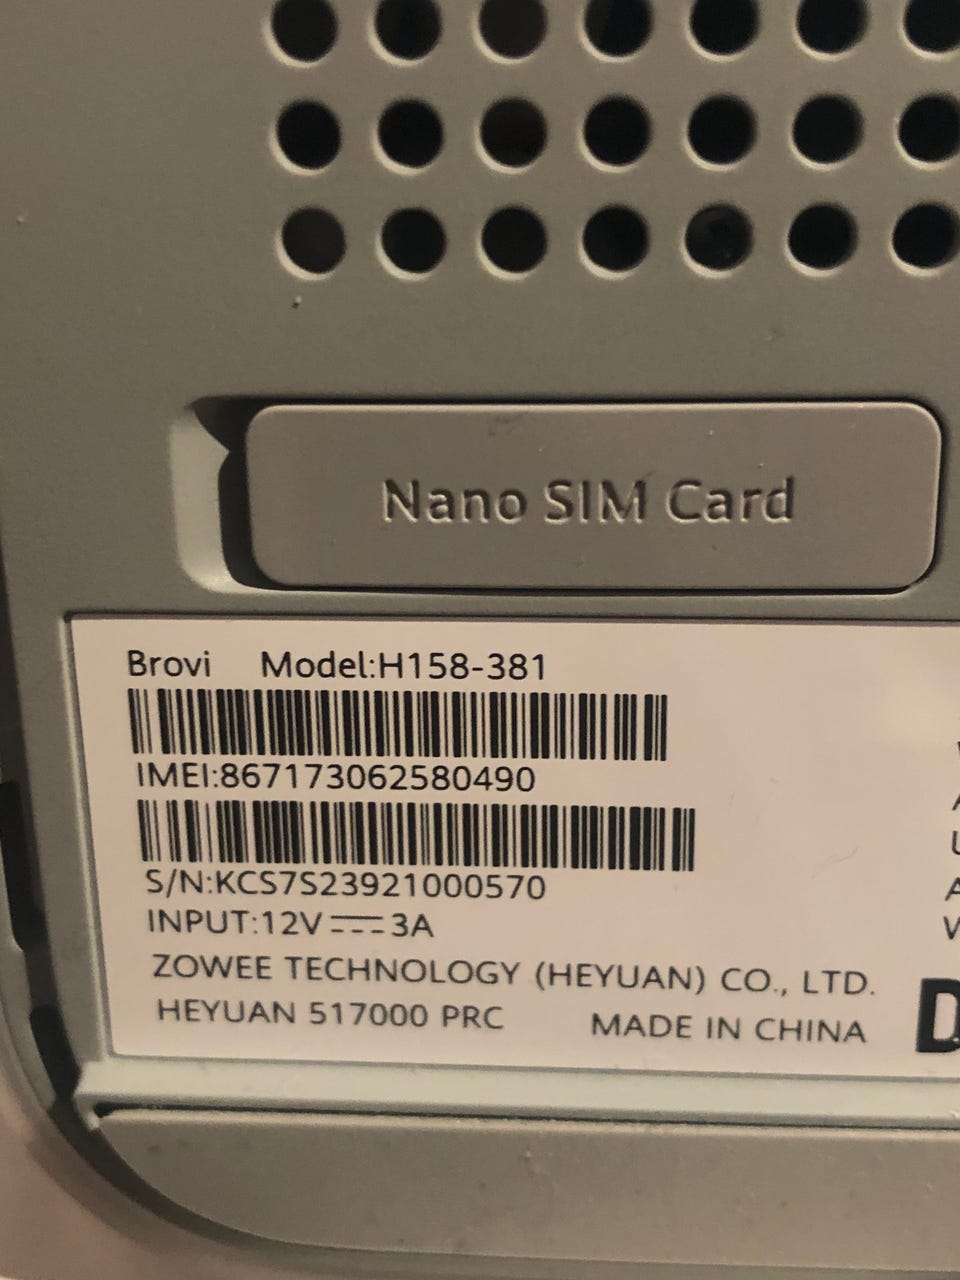 Nano SIM Card
Brovi Model:H158-381
IMEI:867173062580490
S/N:KCS7S23921000570
INPUT:12V⎓3A
ZOWEE TECHNOLOGY (HEYUAN) CO., LTD.
HEYUAN 517000 PRC MADE IN CHINA